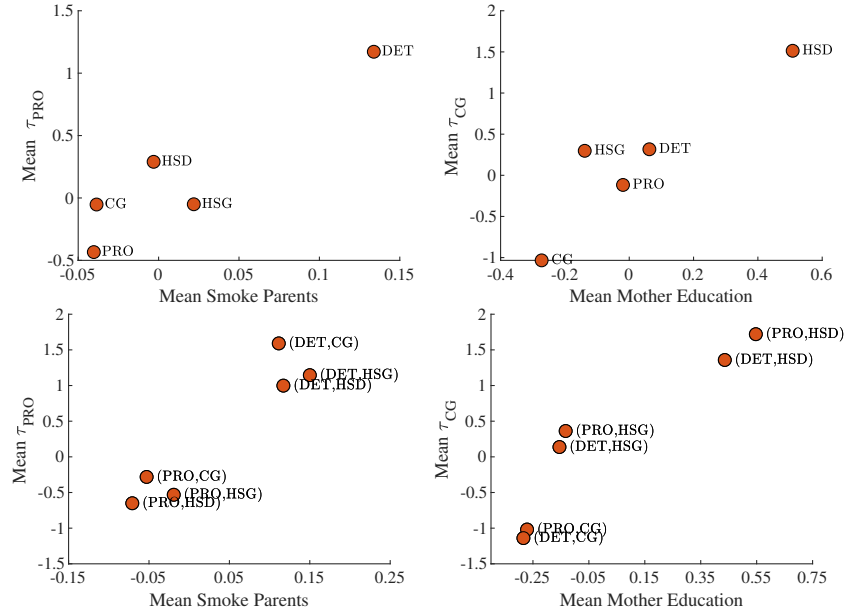 1.5
1
0.5
0
-0.5
Mean τPRO
DET
HSD
CG
HSG
PRO
-0.05
0
0.05
0.1
0.15
Mean Smoke Parents
2
1.5
1
0.5
0
-0.5
-1
Mean τCG
HSD
HSG
DET
PRO
CG
-0.4
-0.2
0
0.2
0.4
0.6
Mean Mother Education
2
1.5
1
0.5
0
-0.5
-1
-1.5
Mean τPRO
(DET,CG)
(DET,HSG)
(DET,HSD)
(PRO,CG)
(PRO,HSG)
(PRO,HSD)
-0.15
-0.05
0.05
0.15
0.25
Mean Smoke Parents
2
1.5
1
0.5
0
-0.5
-1
-1.5
Mean τCG
(PRO,HSD)
(DET,HSD)
(PRO,HSG)
(DET,HSG)
(PRO,CG)
(DET,CG)
-0.25
-0.05
0.15
0.35
0.55
0.75
Mean Mother Education